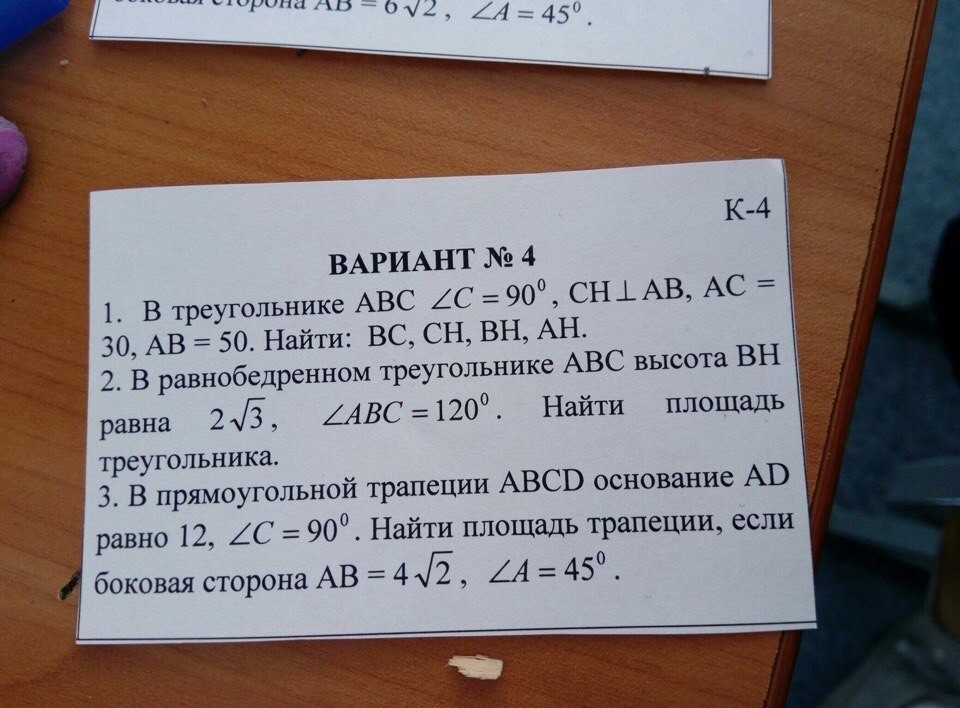 боковая сторона AB = 6√2 , ∠A = 45⁰ .
К-4
ВАРИАНТ № 4
1. В треугольнике ABC ∠C = 90⁰ , CH⊥AB, AC =
30, AB = 50. Найти: BC, CH, BH, AH.
2. В равнобедренном треугольнике ABC высота BH
равна 2√3 , ∠ABC = 120⁰ . Найти площадь
треугольника.
3. В прямоугольной трапеции ABCD основание AD
равно 12, ∠C = 90⁰ . Найти площадь трапеции, если
боковая сторона AB = 4√2 , ∠A = 45⁰ .